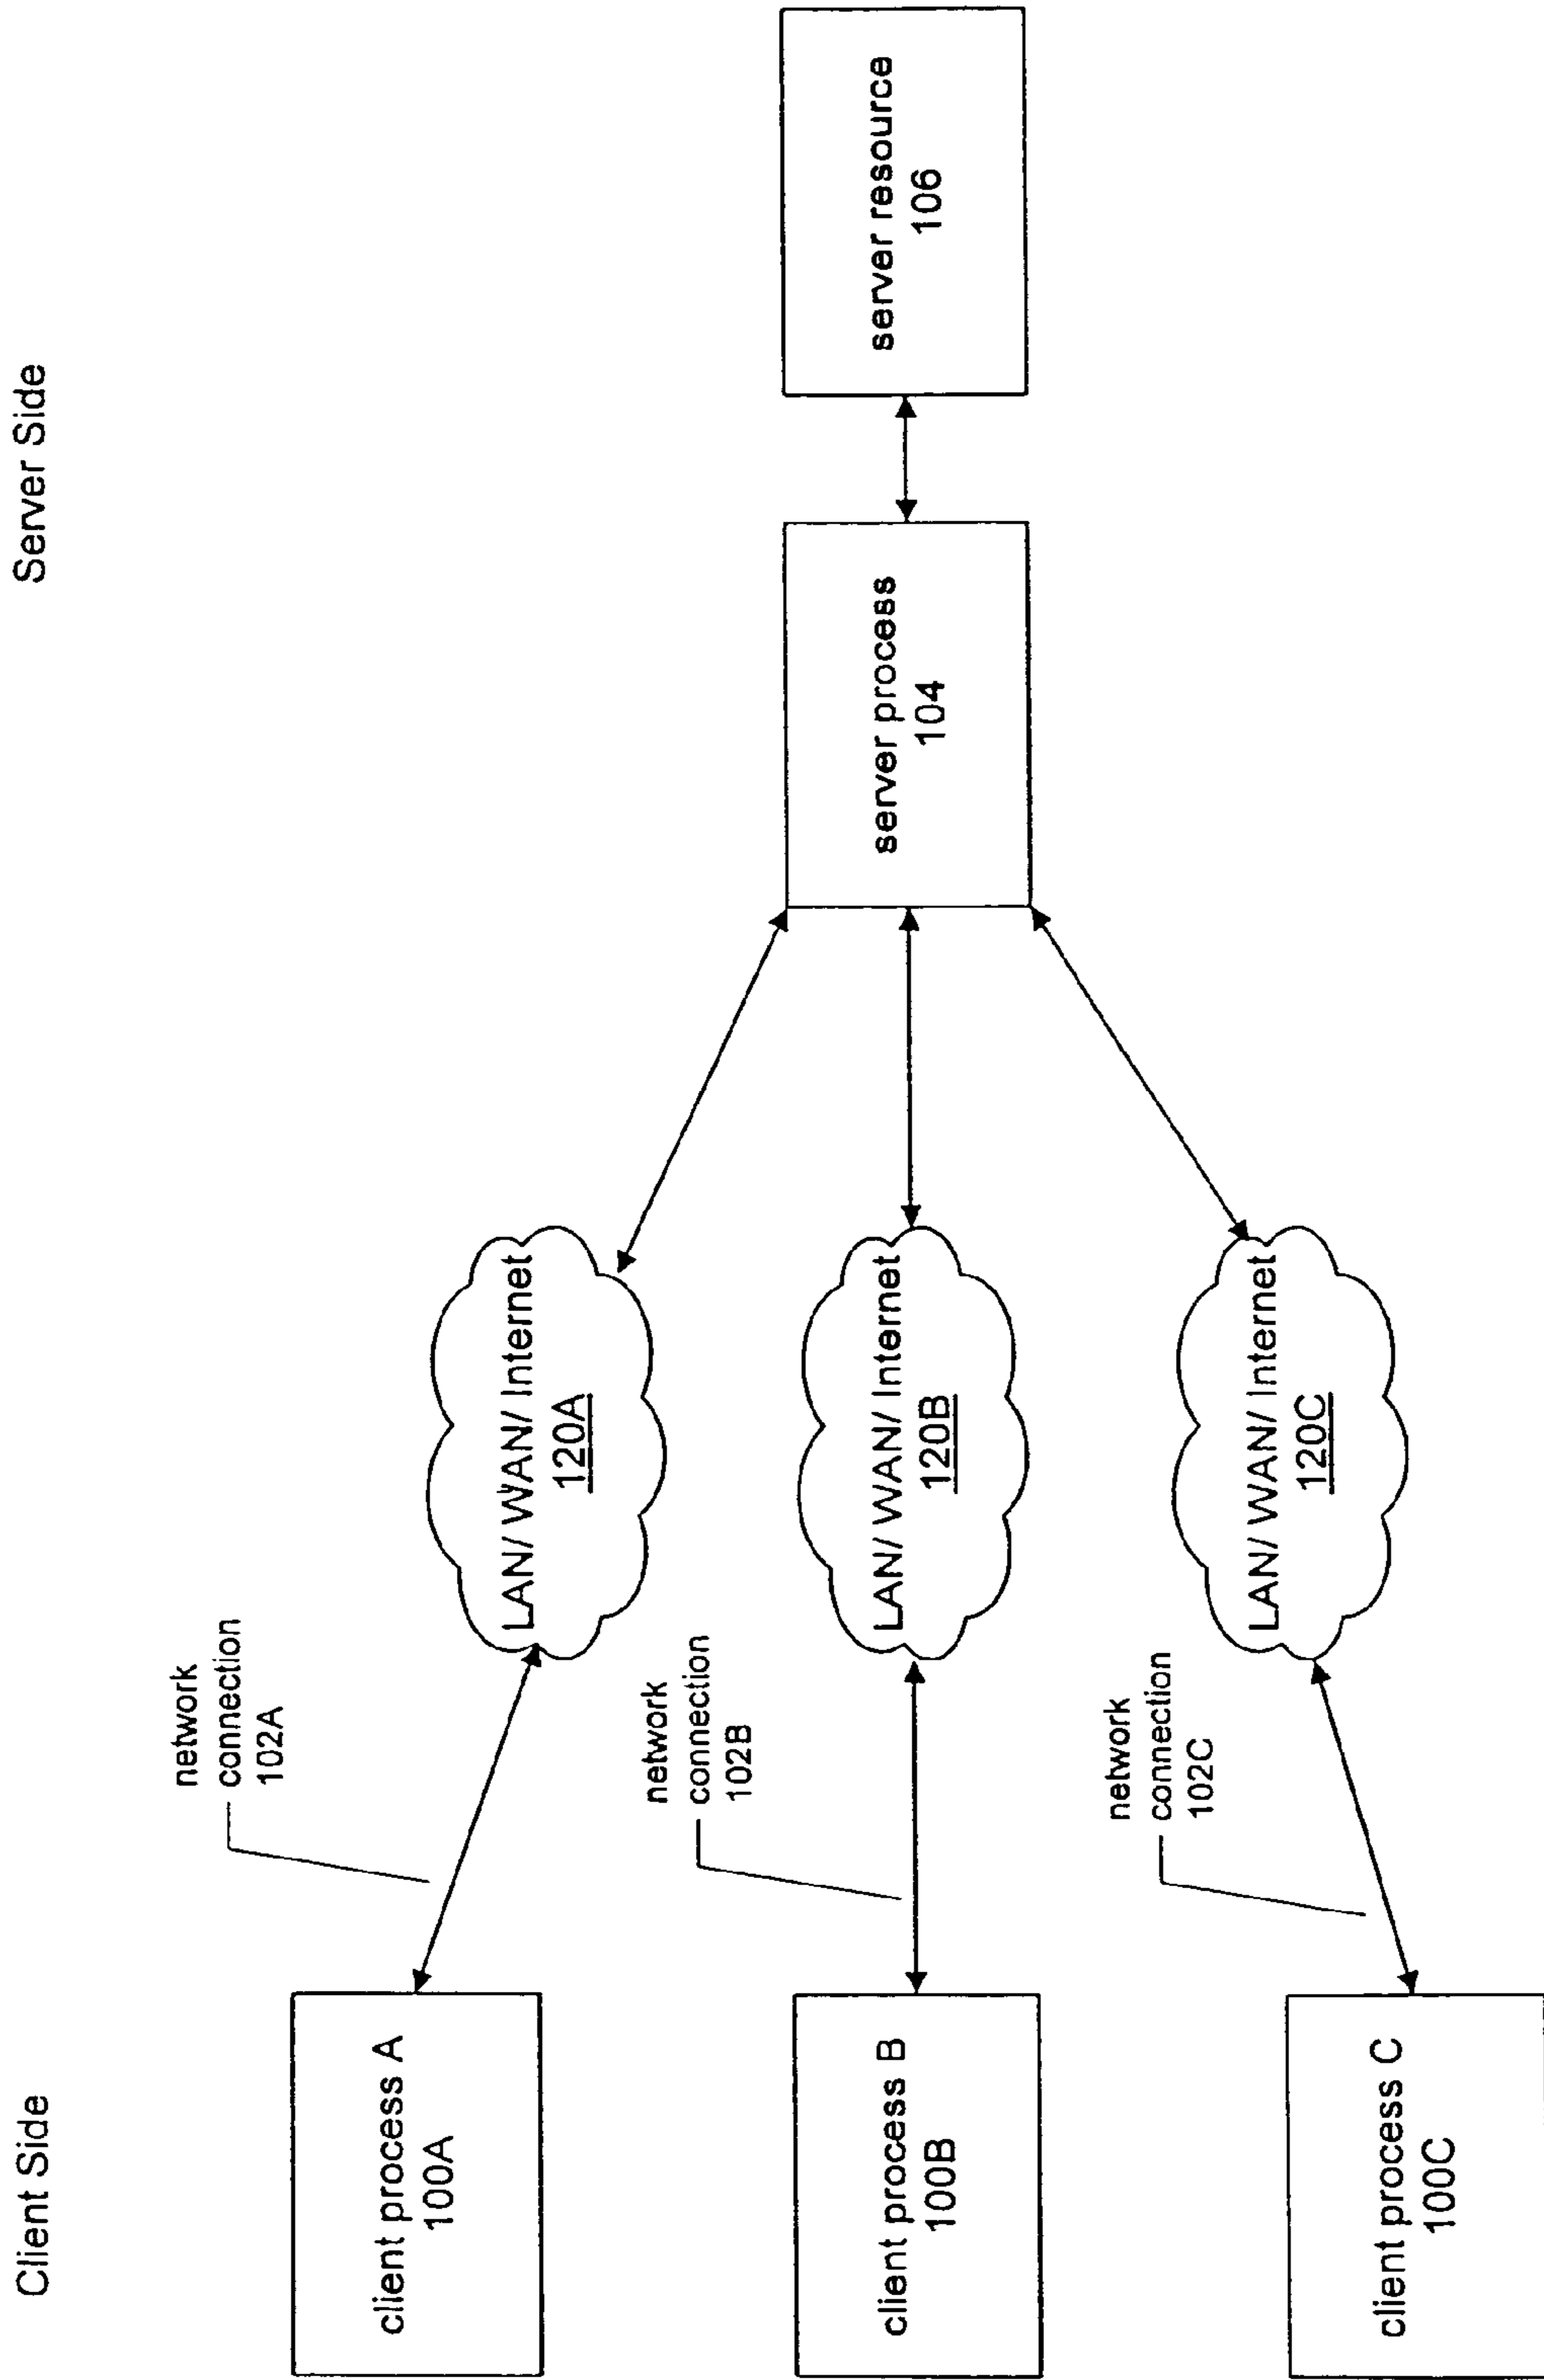 Client Side
Server Side
network
connection
102A
client process A
100A
LAN/ WAN/ Internet
120A
network
connection
102B
client process B
100B
LAN/ WAN/ Internet
120B
server process
104
server resource
106
network
connection
102C
client process C
100C
LAN/ WAN/ Internet
120C